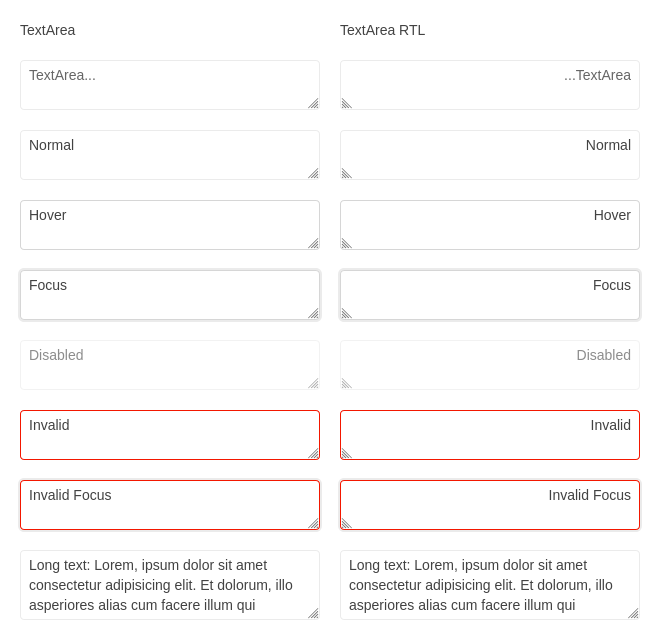 TextArea
TextArea RTL
TextArea...
...TextArea
Normal
Normal
Hover
Hover
Focus
Focus
Disabled
Disabled
Invalid
Invalid
Invalid Focus
Invalid Focus
Long text: Lorem, ipsum dolor sit amet
consectetur adipisicing elit. Et dolorum, illo
asperiores alias cum facere illum qui
Long text: Lorem, ipsum dolor sit amet
consectetur adipisicing elit. Et dolorum, illo
asperiores alias cum facere illum qui